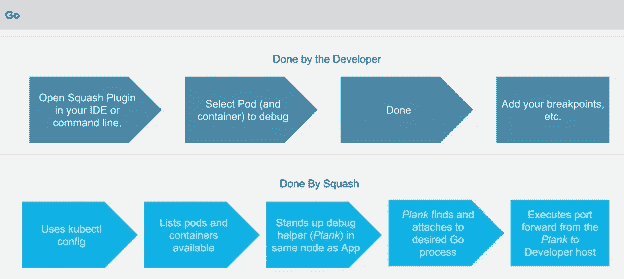 Go
Done by the Developer
Open Squash Plugin
in your IDE or
command line.
Select Pod (and
container) to debug
Done
Add your breakpoints,
etc.
Done By Squash
Uses kubectl
config
Lists pods and
containers
available
Stands up debug
helper (Plank) in
same node as App
Plank finds and
attaches to
desired Go
process
Executes port
forward from the
Plank to
Developer host